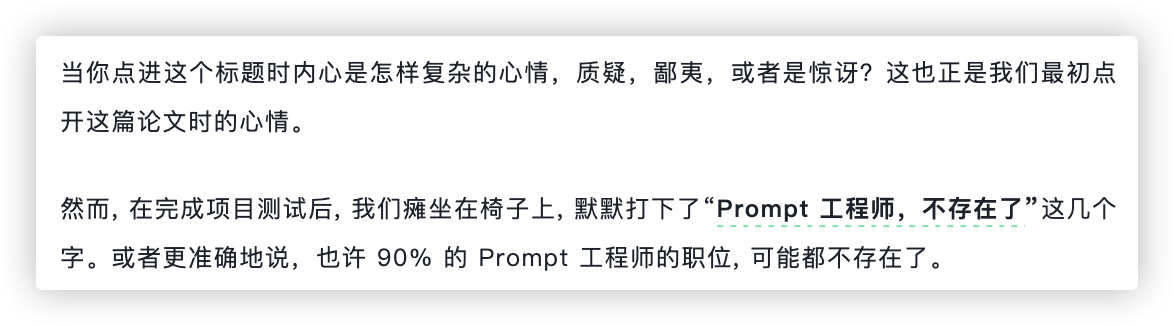 当你点进这个标题时内心是怎样复杂的心情，质疑，鄙夷，或者是惊讶？这也正是我们最初点
开这篇论文时的心情。
然而, 在完成项目测试后, 我们瘫坐在椅子上, 默默打下了“Prompt 工程师，不存在了”这几个
字。或者更准确地说，也许 90% 的 Prompt 工程师的职位, 可能都不存在了。